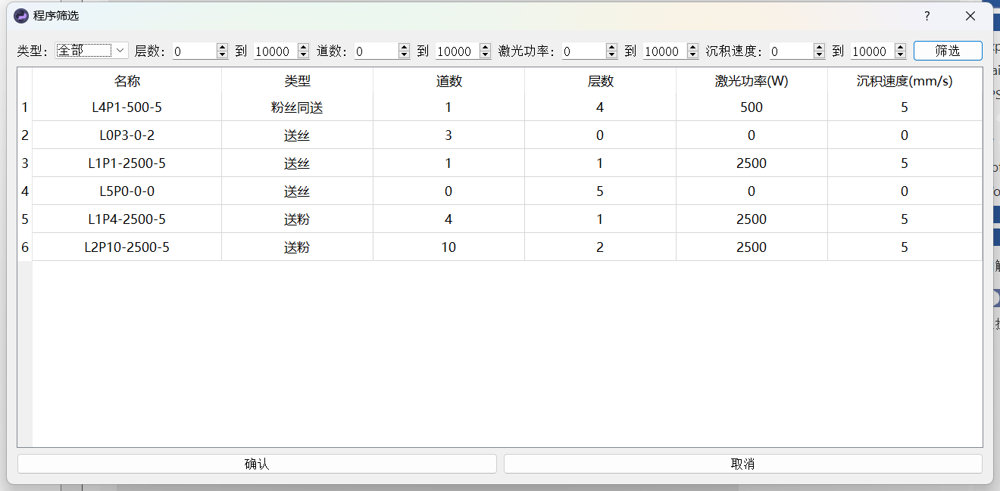 程序筛选 ?
类型: 全部 层数: 0 到 10000 道数: 0 到 10000 激光功率: 0 到 10000 沉积速度: 0 到 10000 筛选
名称 类型 道数 层数 激光功率(W) 沉积速度(mm/s)
1 L4P1-500-5 粉丝同送 1 4 500 5
2 L0P3-0-2 送丝 3 0 0 0
3 L1P1-2500-5 送丝 1 1 2500 5
4 L5P0-0-0 送丝 0 5 0 0
5 L1P4-2500-5 送粉 4 1 2500 5
6 L2P10-2500-5 送粉 10 2 2500 5
确认 取消